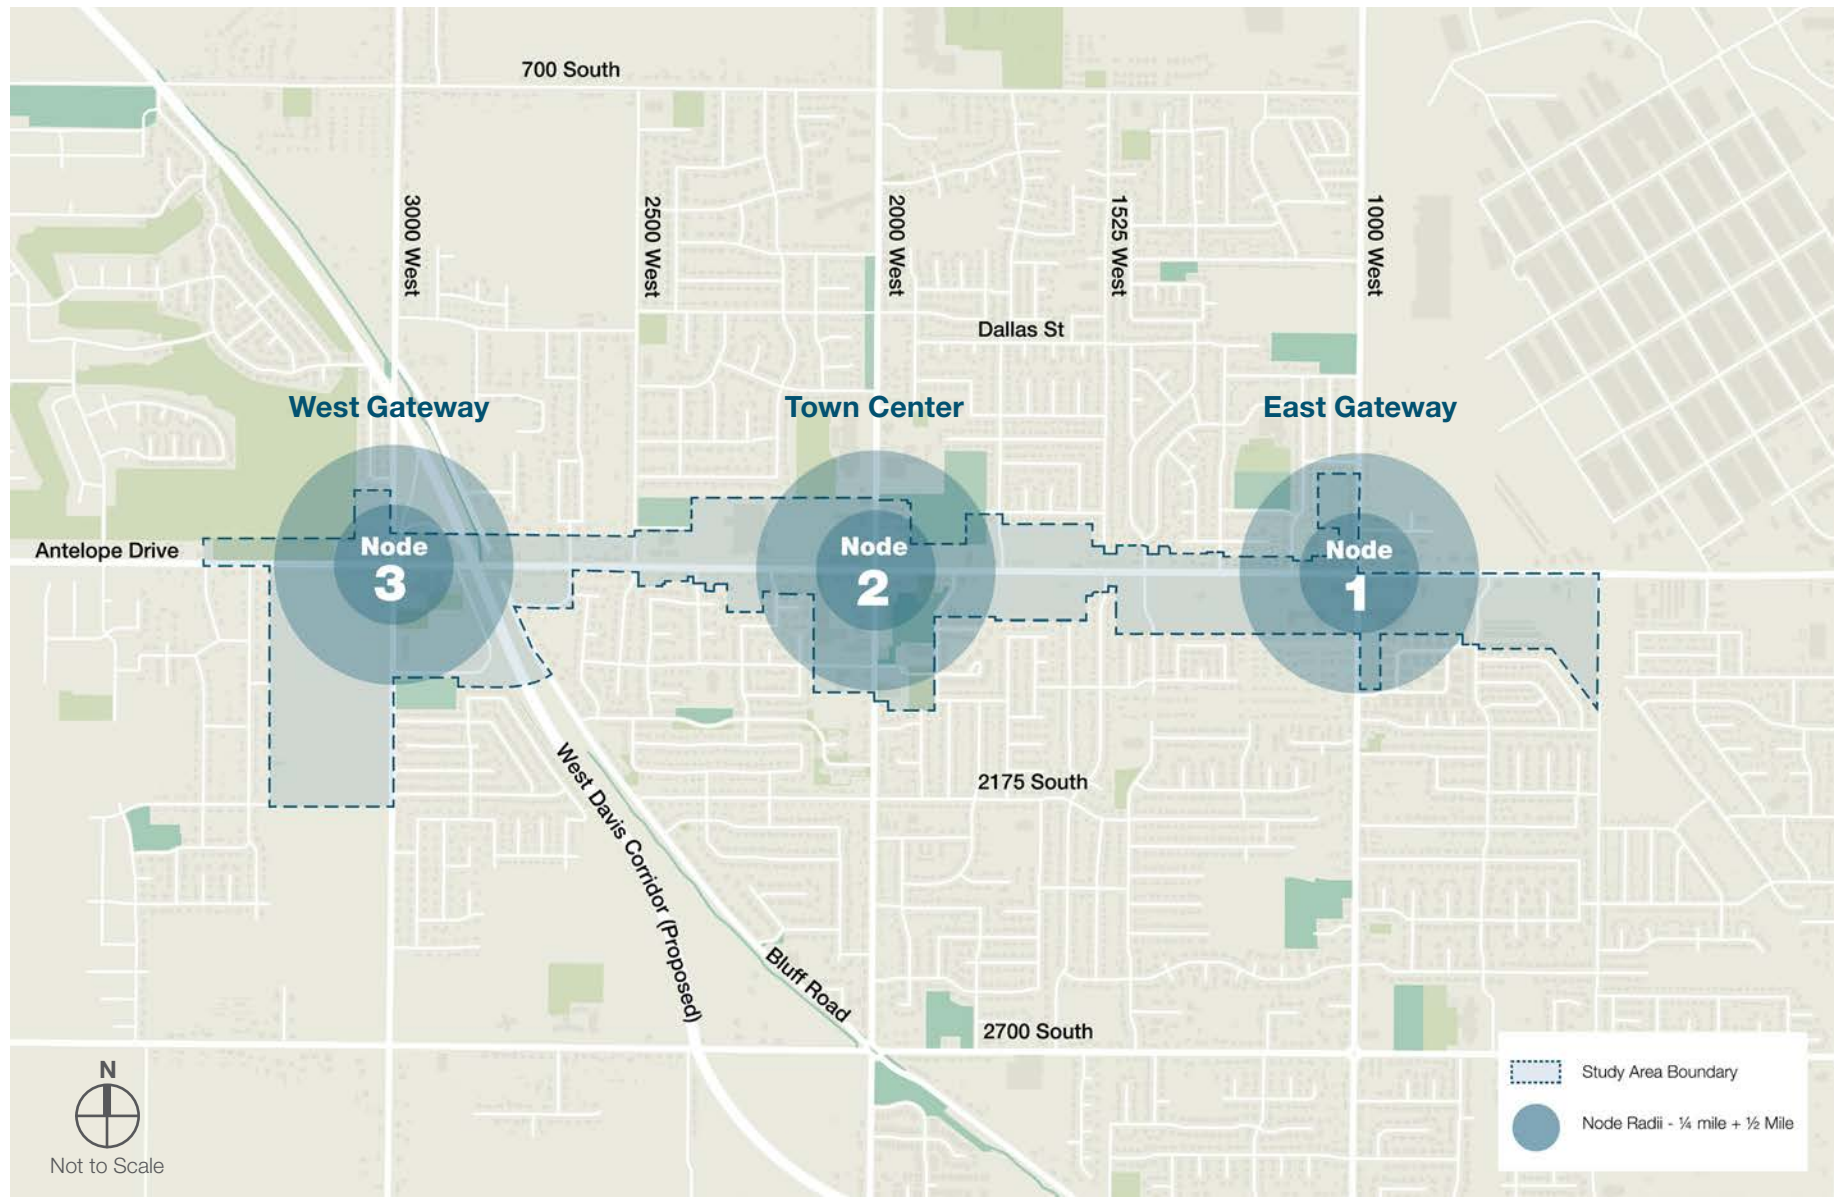 700 South
3000 West
2500 West
2000 West
1525 West
1000 West
Dallas St
West Gateway
Town Center
East Gateway
Antelope Drive
Node
3
Node
2
Node
1
West Davis Corridor (Proposed)
2175 South
Bluff Road
2700 South
N
Not to Scale
Study Area Boundary
Node Radii - ¼ mile + ½ Mile